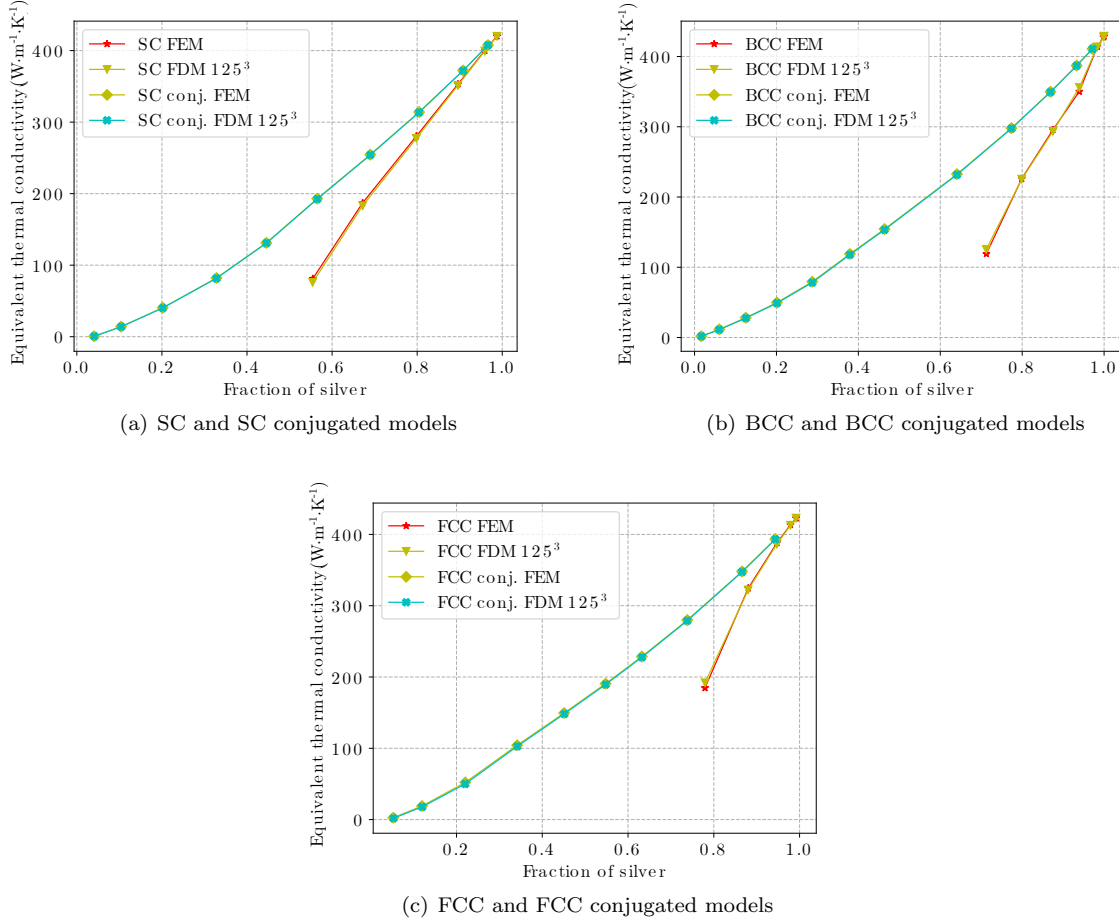 SC FEM
SC FDM 125³
SC conj. FEM
SC conj. FDM 125³
Equivalent thermal conductivity(W·m⁻¹·K⁻¹)
400
300
200
100
0
0.0 0.2 0.4 0.6 0.8 1.0
Fraction of silver
(a) SC and SC conjugated models
BCC FEM
BCC FDM 125³
BCC conj. FEM
BCC conj. FDM 125³
Equivalent thermal conductivity(W·m⁻¹·K⁻¹)
400
300
200
100
0
0.0 0.2 0.4 0.6 0.8 1.0
Fraction of silver
(b) BCC and BCC conjugated models
FCC FEM
FCC FDM 125³
FCC conj. FEM
FCC conj. FDM 125³
Equivalent thermal conductivity(W·m⁻¹·K⁻¹)
400
300
200
100
0
0.2 0.4 0.6 0.8 1.0
Fraction of silver
(c) FCC and FCC conjugated models